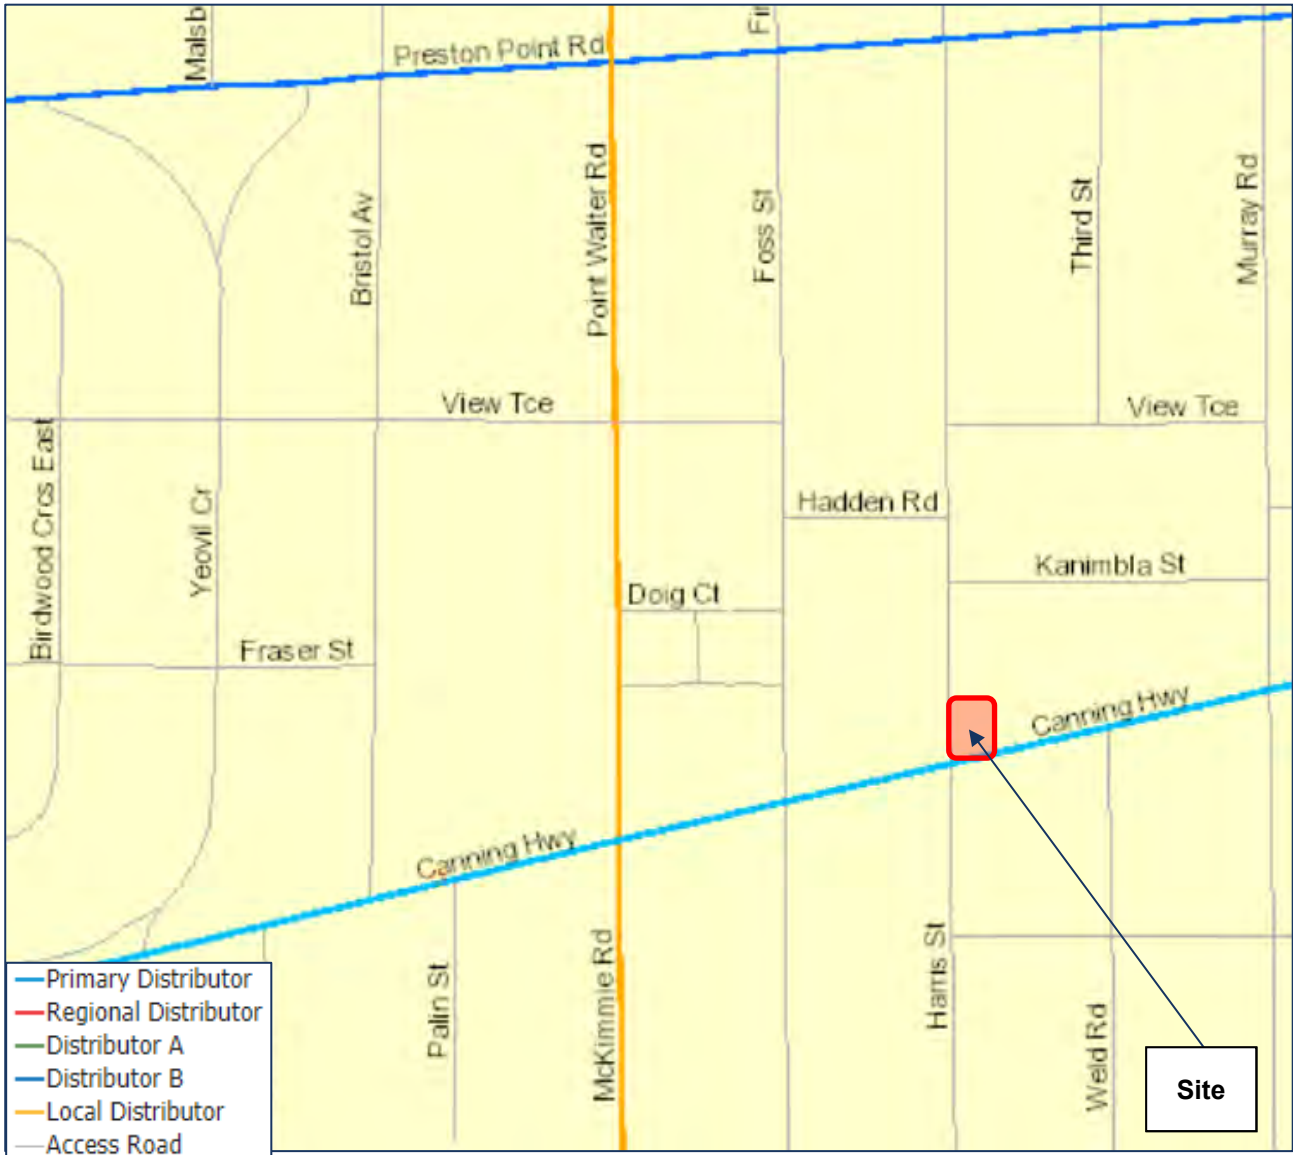 Malsb
Preston Point Rd
Fir
Bristol Av
Point Walter Rd
Foss St
Third St
Murray Rd
View Tce
View Tce
Birdwood Crcs East
Yeovil Cr
Hadden Rd
Kanimbla St
Doig Ct
Fraser St
Canning Hwy
Canning Hwy
Palin St
McKimmie Rd
Harris St
Weld Rd
Site
Primary Distributor
Regional Distributor
Distributor A
Distributor B
Local Distributor
Access Road